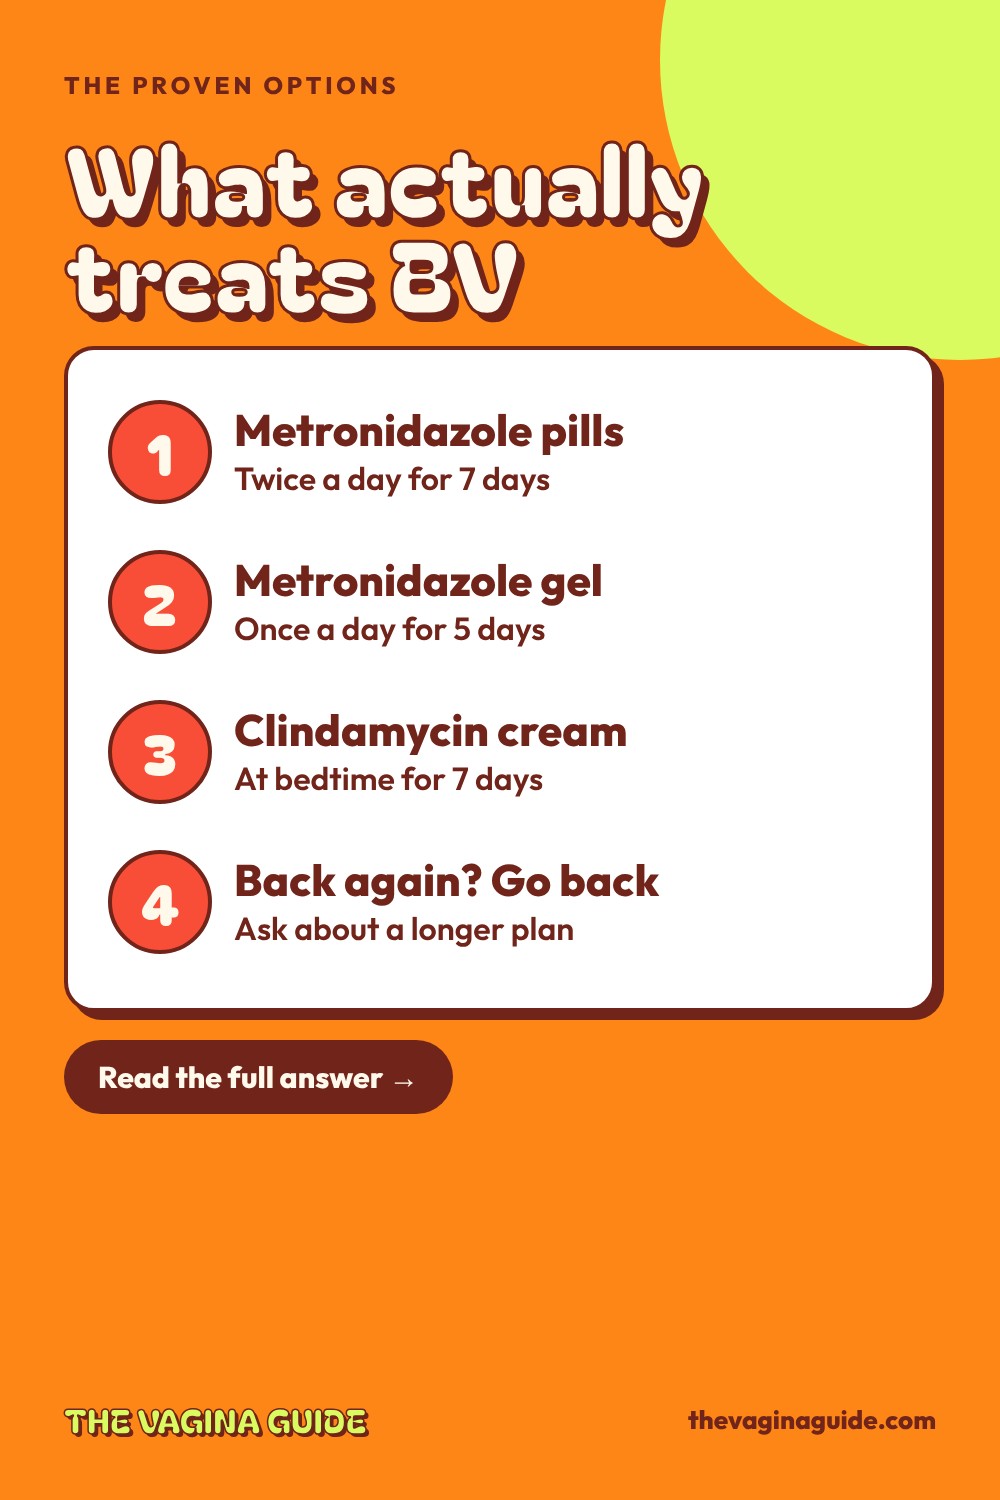 THE PROVEN OPTIONS
What actually
treats BV
1
Metronidazole pills
Twice a day for 7 days
2
Metronidazole gel
Once a day for 5 days
3
Clindamycin cream
At bedtime for 7 days
4
Back again? Go back
Ask about a longer plan
Read the full answer →
THE VAGINA GUIDE
thevaginaguide.com